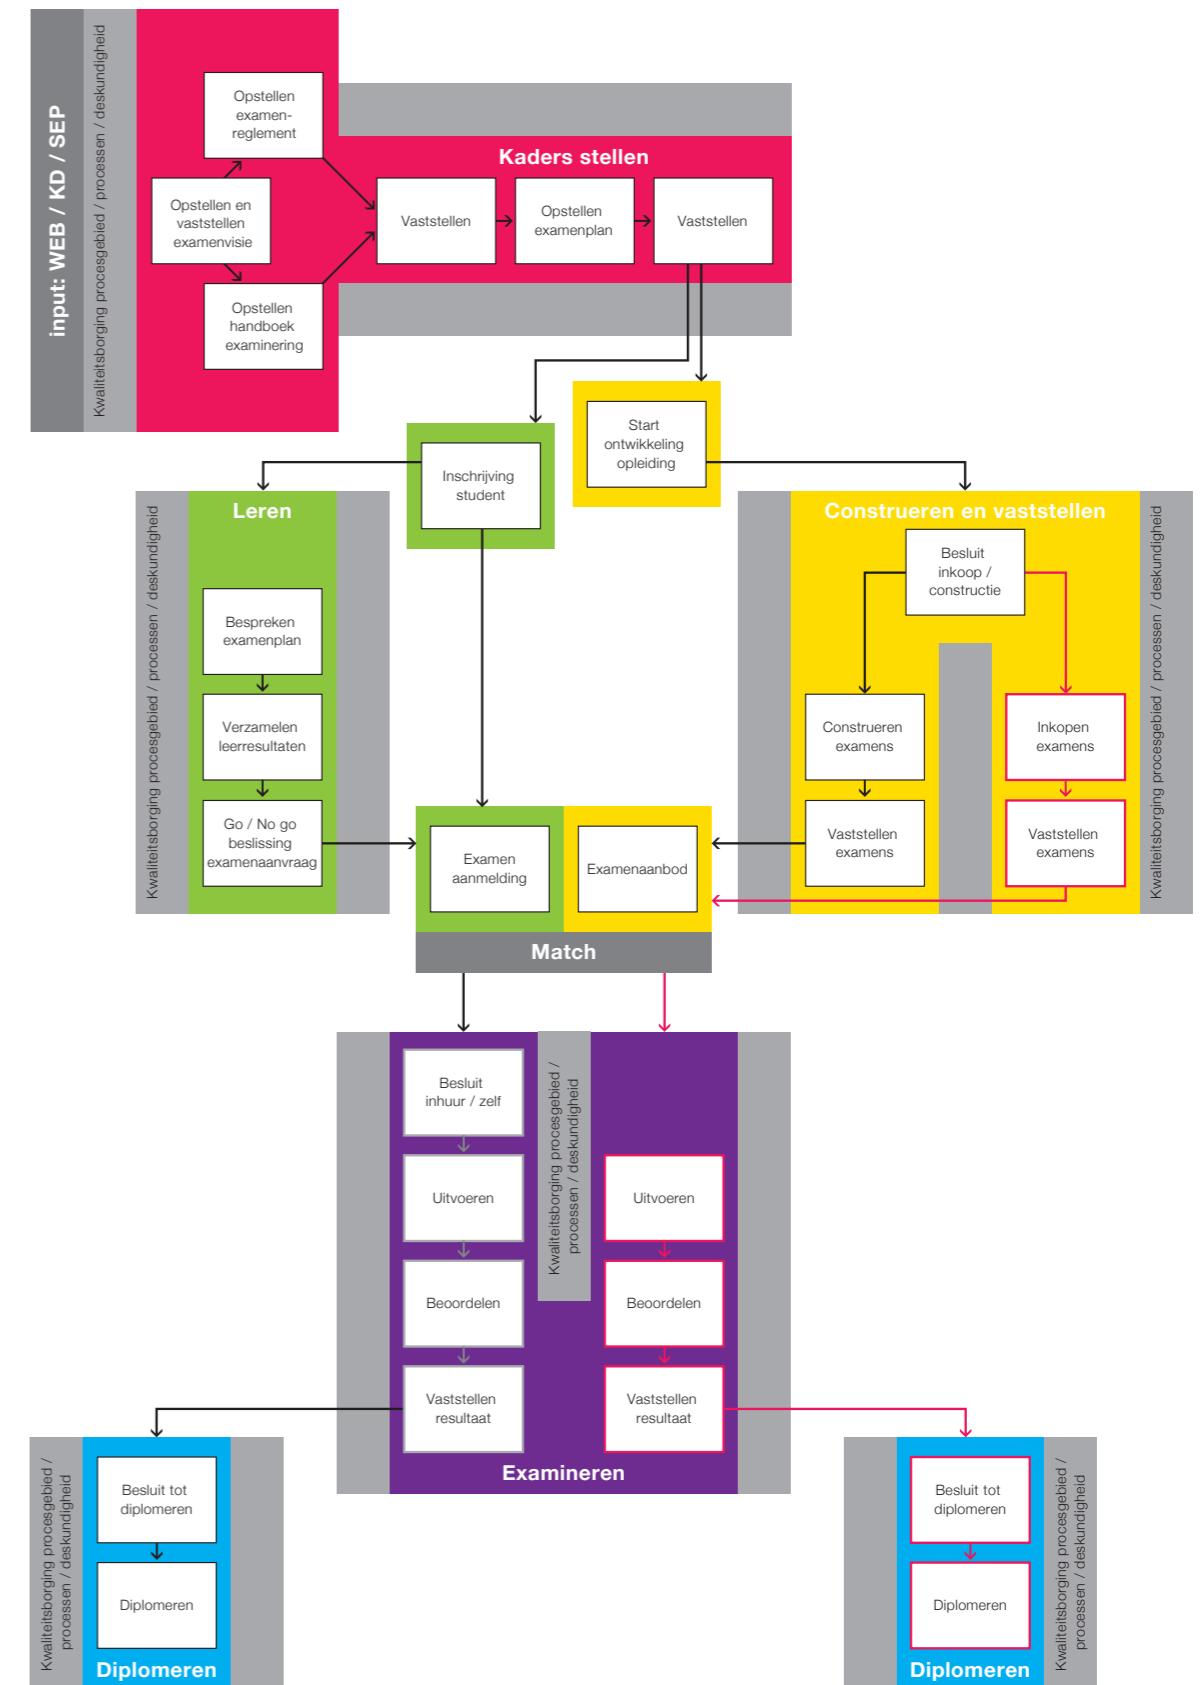 input: WEB / KD / SEP
Kwaliteitsborging procesgebied / processen / deskundigheid
Opstellen
examen-
reglement
Kaders stellen
Opstellen en
vaststellen
examenvisie
Vaststellen
Opstellen
examenplan
Vaststellen
Opstellen
handboek
examinering
Start
ontwikkeling
opleiding
Inschrijving
student
Kwaliteitsborging procesgebied / processen / deskundigheid
Leren
Bespreken
examenplan
Verzamelen
leerresultaten
Go / No go
beslissing
examenaanvraag
Construeren en vaststellen
Besluit
inkoop /
constructie
Construeren
examens
Inkopen
examens
Vaststellen
examens
Vaststellen
examens
Kwaliteitsborging procesgebied / processen / deskundigheid
Examen
aanmelding
Examenaanbod
Match
Besluit
inhuur / zelf
Uitvoeren
Beoordelen
Vaststellen
resultaat
Kwaliteitsborging procesgebied /
processen / deskundigheid
Uitvoeren
Beoordelen
Vaststellen
resultaat
Examineren
Kwaliteitsborging procesgebied /
processen / deskundigheid
Besluit tot
diplomeren
Diplomeren
Diplomeren
Besluit tot
diplomeren
Diplomeren
Diplomeren
Kwaliteitsborging procesgebied /
processen / deskundigheid